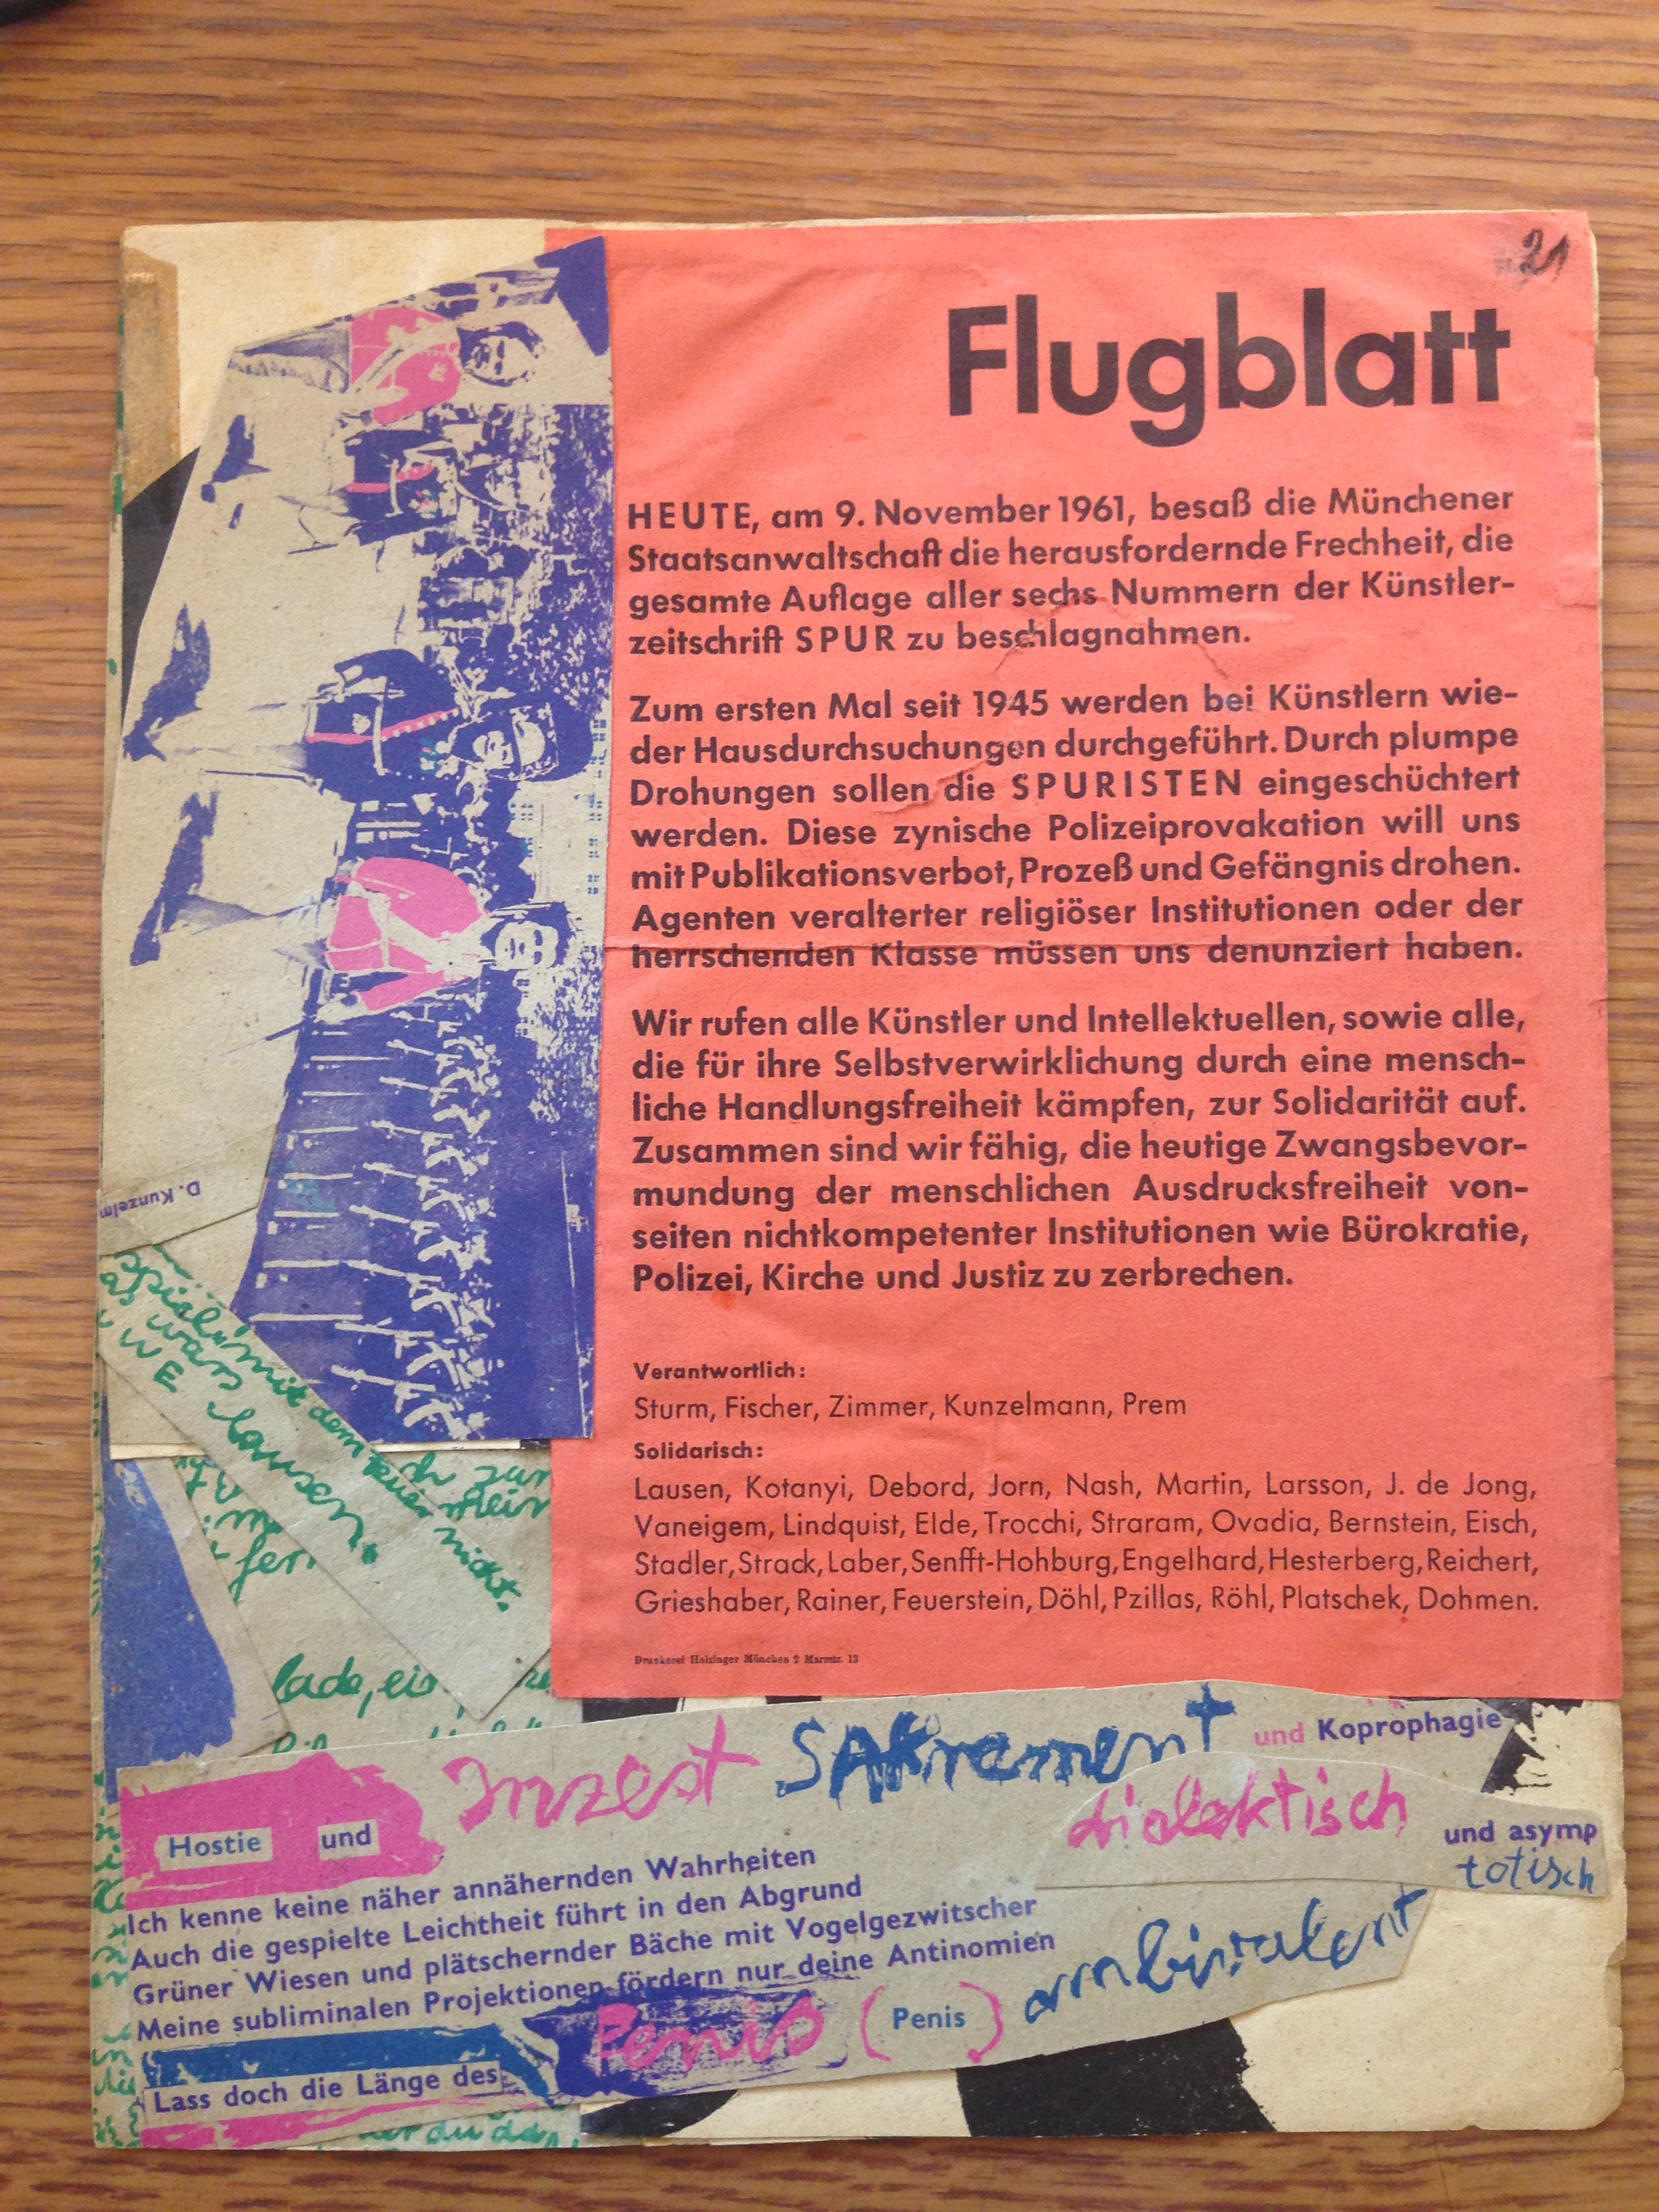 21
Flugblatt
HEUTE, am 9. November 1961, besaß die Münchener
Staatsanwaltschaft die herausfordernde Frechheit, die
gesamte Auflage aller sechs Nummern der Künstler-
zeitschrift SPUR zu beschlagnahmen.
Zum ersten Mal seit 1945 werden bei Künstlern wie-
der Hausdurchsuchungen durchgeführt. Durch plumpe
Drohungen sollen die SPURISTEN eingeschüchtert
werden. Diese zynische Polizeiprovakation will uns
mit Publikationsverbot, Prozeß und Gefängnis drohen.
Agenten veralterter religiöser Institutionen oder der
herrschenden Klasse müssen uns denunziert haben.
Wir rufen alle Künstler und Intellektuellen, sowie alle,
die für ihre Selbstverwirklichung durch eine mensch-
liche Handlungsfreiheit kämpfen, zur Solidarität auf.
Zusammen sind wir fähig, die heutige Zwangsbevor-
mundung der menschlichen Ausdrucksfreiheit von-
seiten nichtkompetenter Institutionen wie Bürokratie,
Polizei, Kirche und Justiz zu zerbrechen.
Verantwortlich:
Sturm, Fischer, Zimmer, Kunzelmann, Prem
Solidarisch:
Lausen, Kotanyi, Debord, Jorn, Nash, Martin, Larsson, J. de Jong,
Vaneigem, Lindquist, Elde, Trocchi, Straram, Ovadia, Bernstein, Eisch,
Stadler, Strack, Laber, Senfft-Hohburg, Engelhard, Hesterberg, Reichert,
Grieshaber, Rainer, Feuerstein, Döhl, Pzillas, Röhl, Platschek, Dohmen.
Druckerei Holzinger München 2 Marsstr. 13
D. Kunzelm
mit dem
nicht.
lausen.
lade,
Inzest SAkrament und Koprophagie
Hostie und
dialektisch und asymp
totisch
Ich kenne keine näher annähernden Wahrheiten
Auch die gespielte Leichtheit führt in den Abgrund
Grüner Wiesen und plätschernder Bäche mit Vogelgezwitscher
Meine subliminalen Projektionen fördern nur deine Antinomien
Lass doch die Länge des Penis (Penis) ambivalent
du da